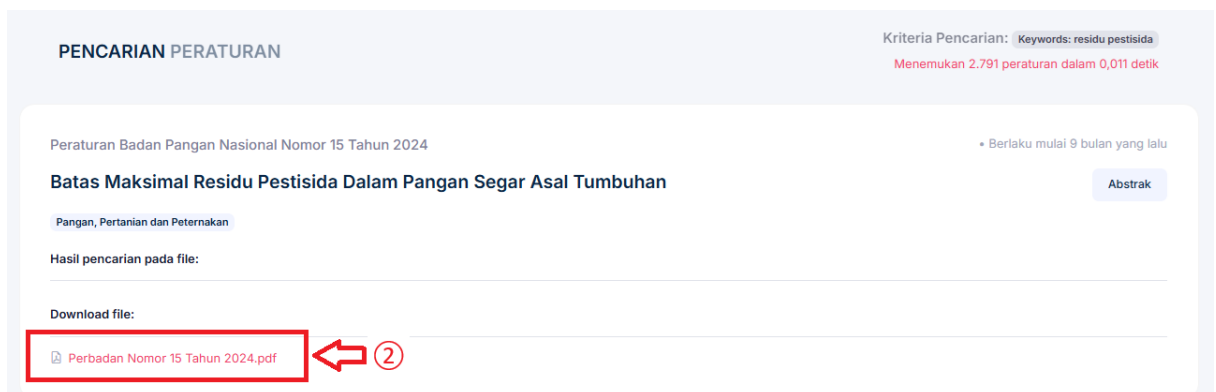 PENCARIAN PERATURAN
Kriteria Pencarian: Keywords: residu pestisida
Menemukan 2.791 peraturan dalam 0,011 detik
Peraturan Badan Pangan Nasional Nomor 15 Tahun 2024
• Berlaku mulai 9 bulan yang lalu
Batas Maksimal Residu Pestisida Dalam Pangan Segar Asal Tumbuhan
Abstrak
Pangan, Pertanian dan Peternakan
Hasil pencarian pada file:
Download file:
Perbadan Nomor 15 Tahun 2024.pdf
②